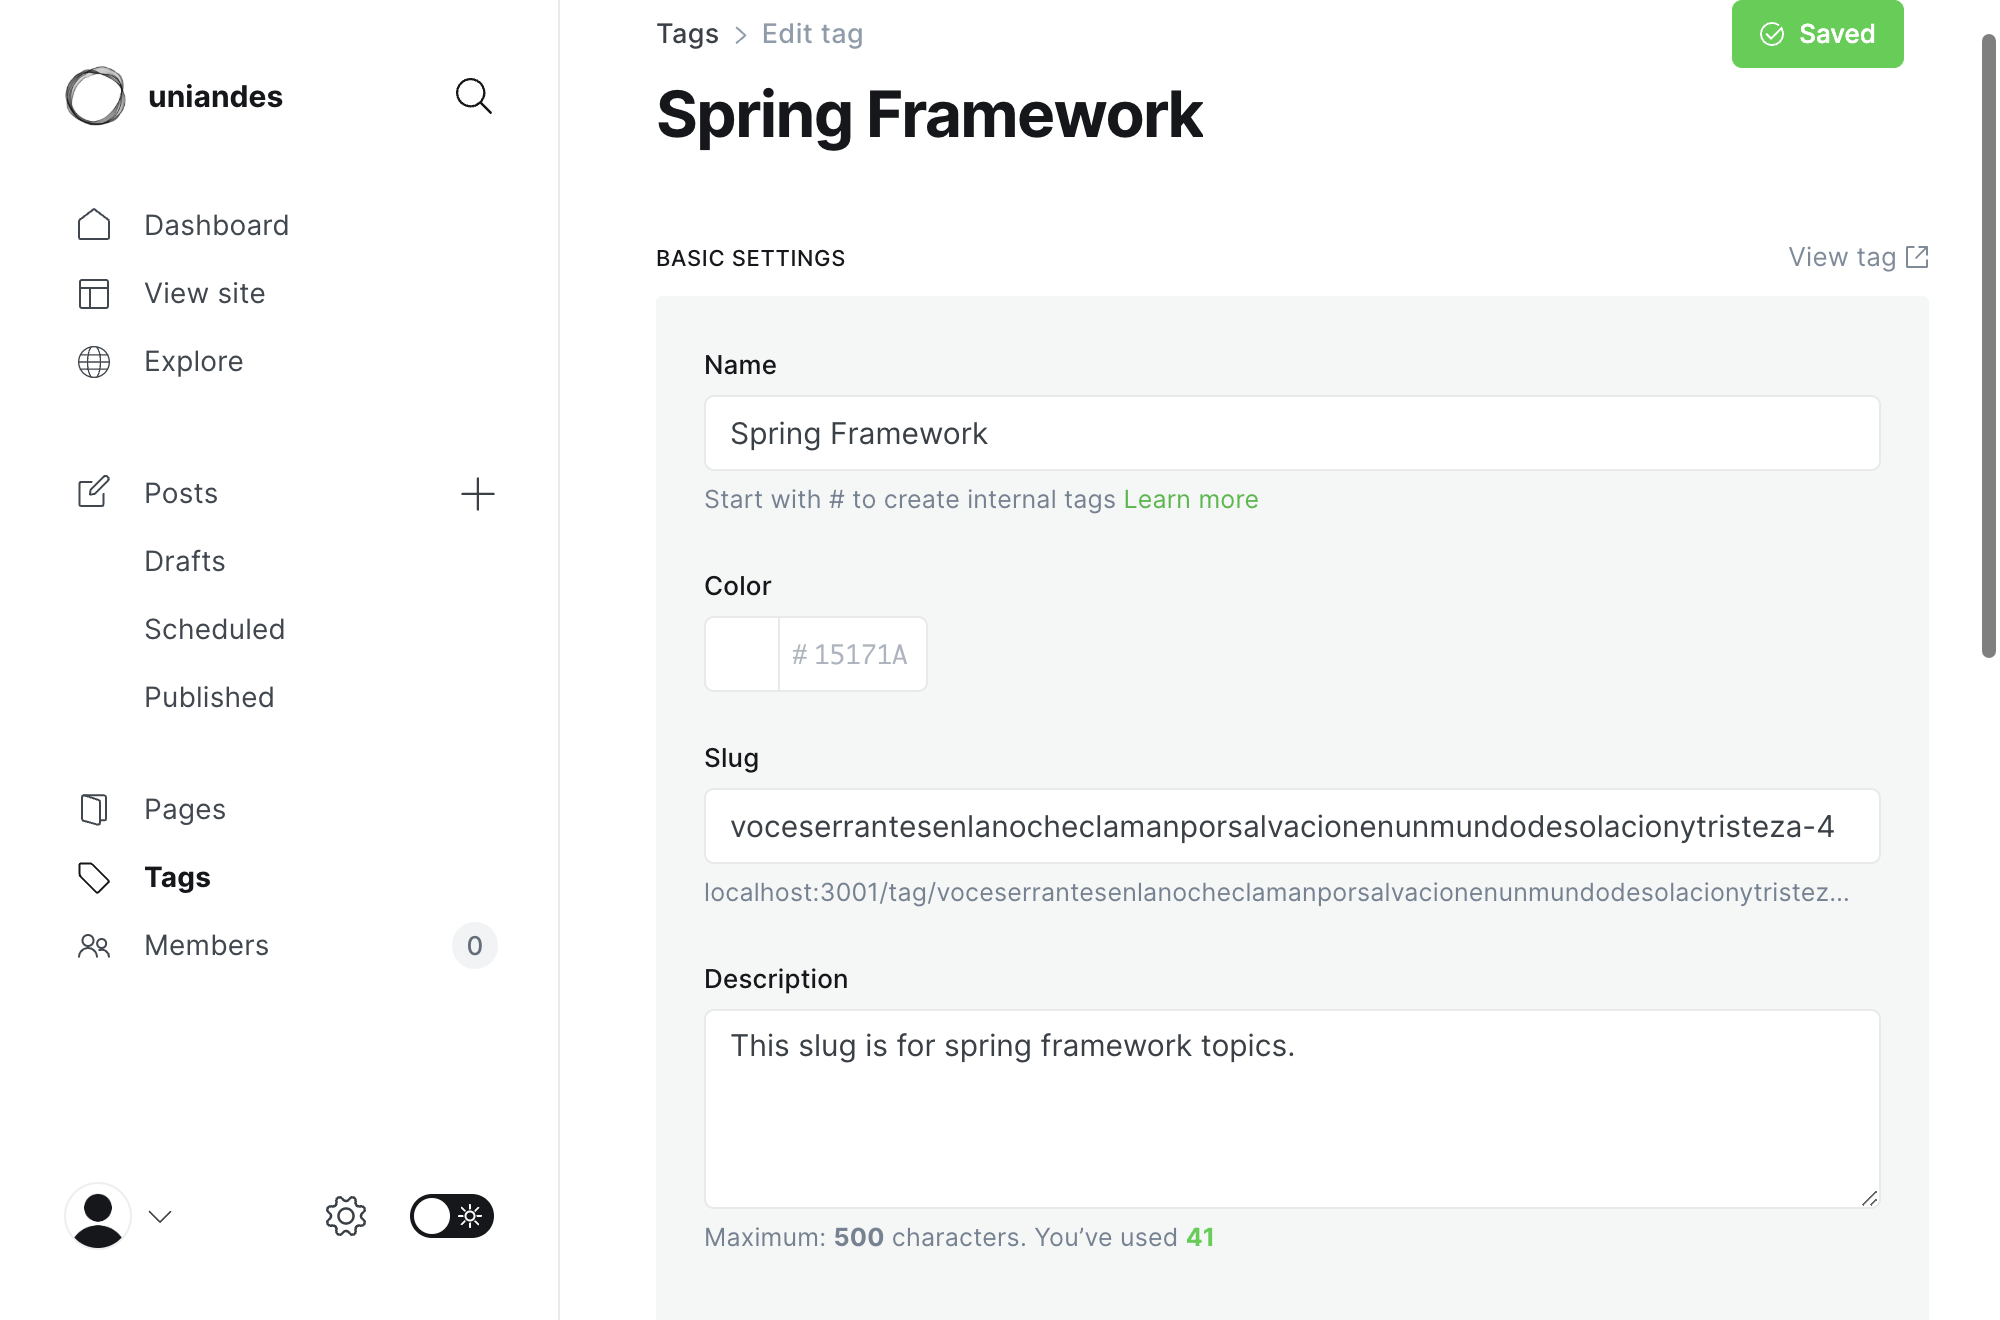 uniandes
Dashboard
View site
Explore
Posts
Drafts
Scheduled
Published
Pages
Tags
Members 0
Tags > Edit tag
Saved
Spring Framework
BASIC SETTINGS
View tag
Name
Spring Framework
Start with # to create internal tags Learn more
Color
# 15171A
Slug
voceserrantesenlanocheclamanporsalvacionenunmundodesolacionytristeza-4
localhost:3001/tag/voceserrantesenlanocheclamanporsalvacionenunmundodesolacionytristez...
Description
This slug is for spring framework topics.
Maximum: 500 characters. You’ve used 41